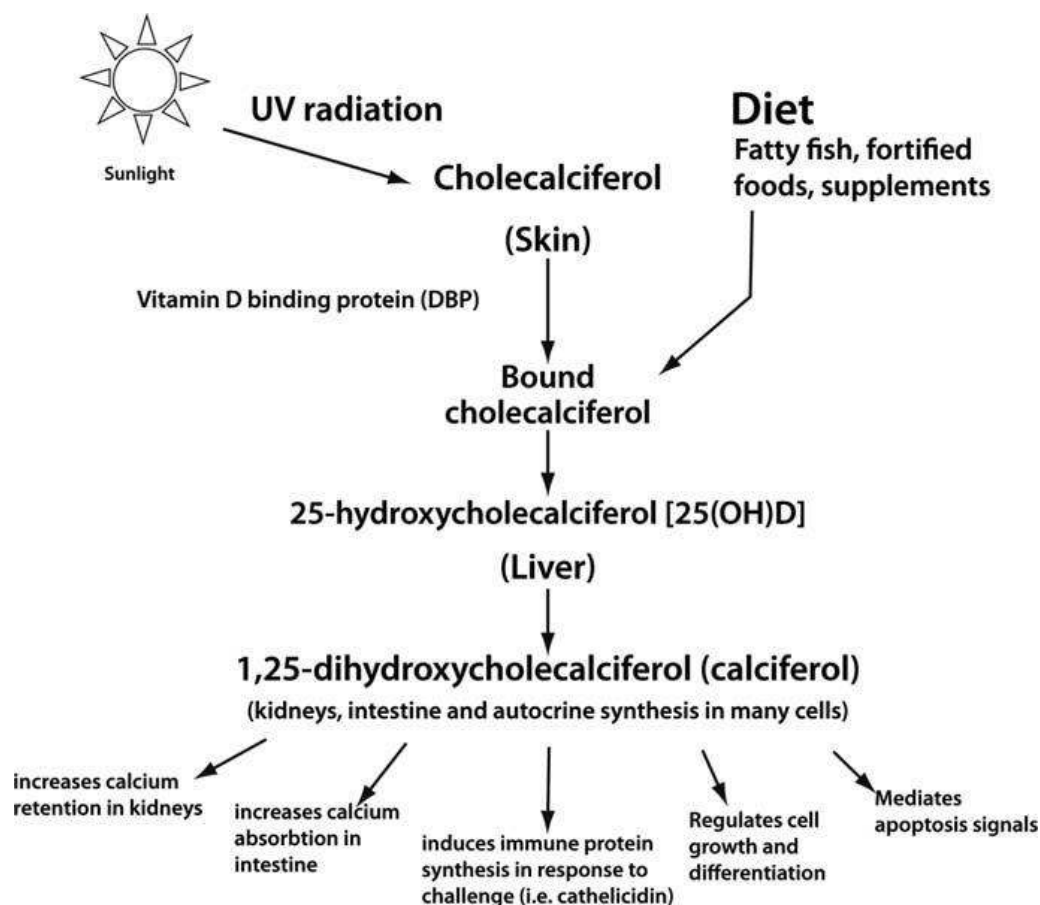 Sunlight
UV radiation
Diet
Fatty fish, fortified
foods, supplements
Cholecalciferol
(Skin)
Vitamin D binding protein (DBP)
Bound
cholecalciferol
25-hydroxycholecalciferol [25(OH)D]
(Liver)
1,25-dihydroxycholecalciferol (calciferol)
(kidneys, intestine and autocrine synthesis in many cells)
increases calcium
retention in kidneys
increases calcium
absorbtion in
intestine
induces immune protein
synthesis in response to
challenge (i.e. cathelicidin)
Regulates cell
growth and
differentiation
Mediates
apoptosis signals